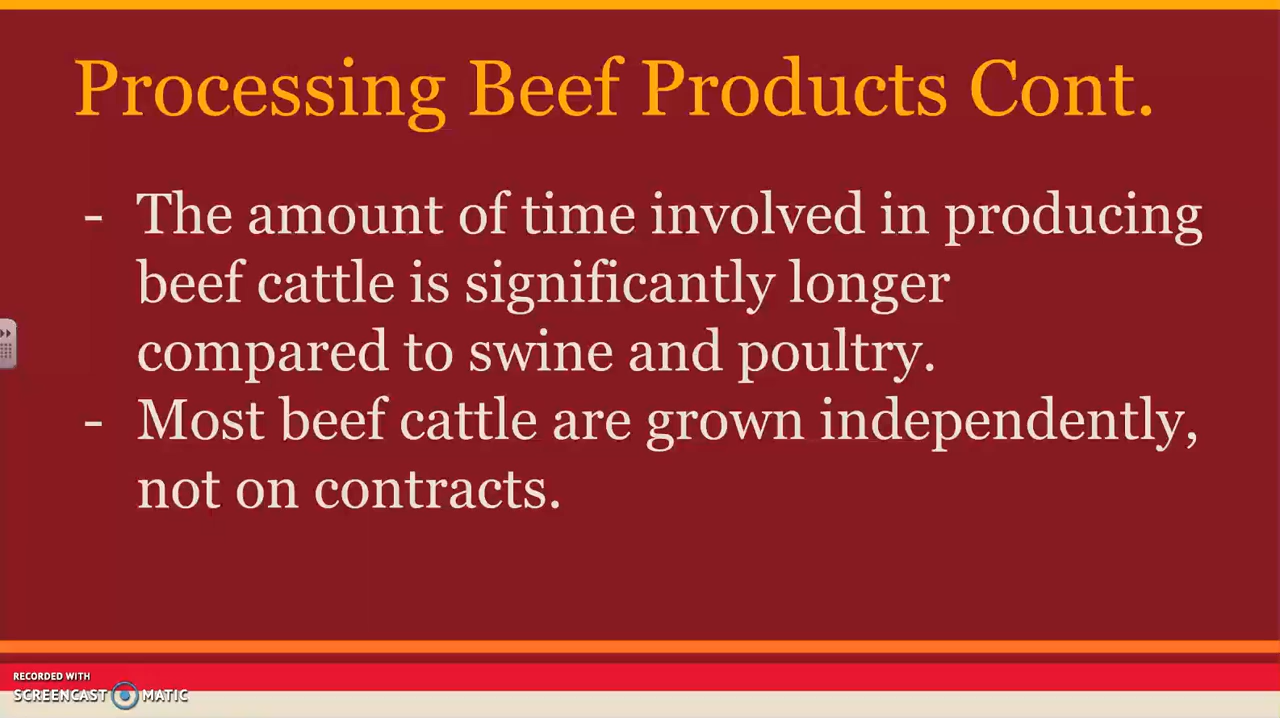 Processing Beef Products Cont.
- The amount of time involved in producing
beef cattle is significantly longer
compared to swine and poultry.
- Most beef cattle are grown independently,
not on contracts.
RECORDED WITH
SCREENCAST MATIC